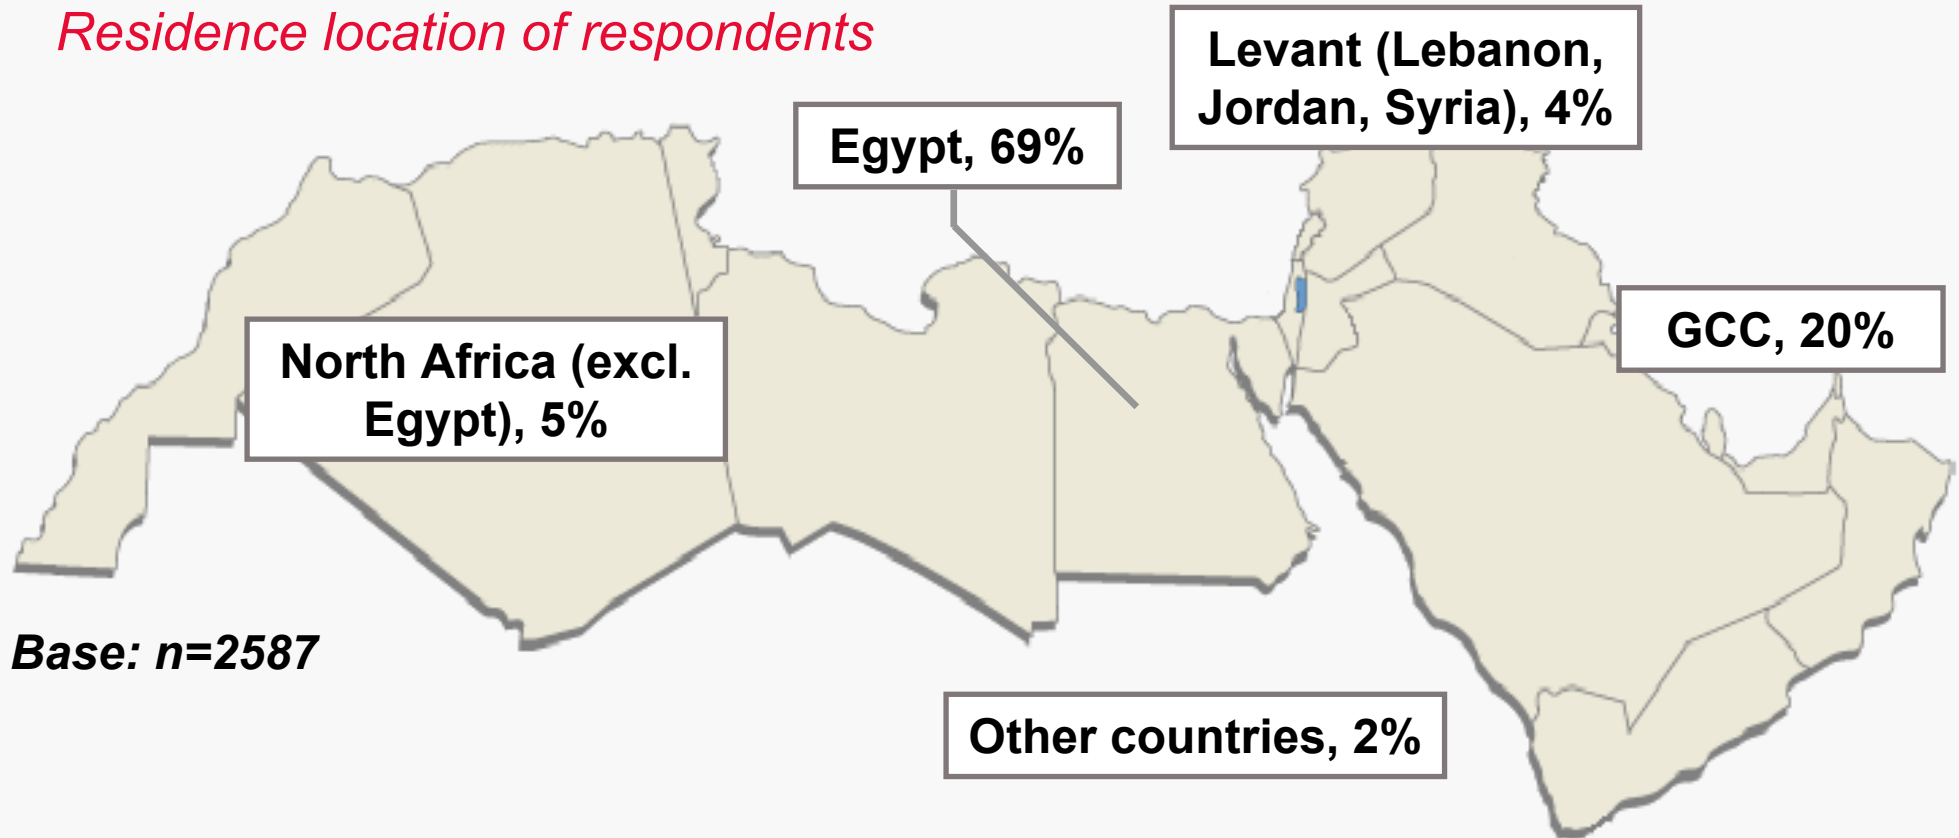 Residence location of respondents
Levant (Lebanon,
Jordan, Syria), 4%
Egypt, 69%
GCC, 20%
North Africa (excl.
Egypt), 5%
Base: n=2587
Other countries, 2%